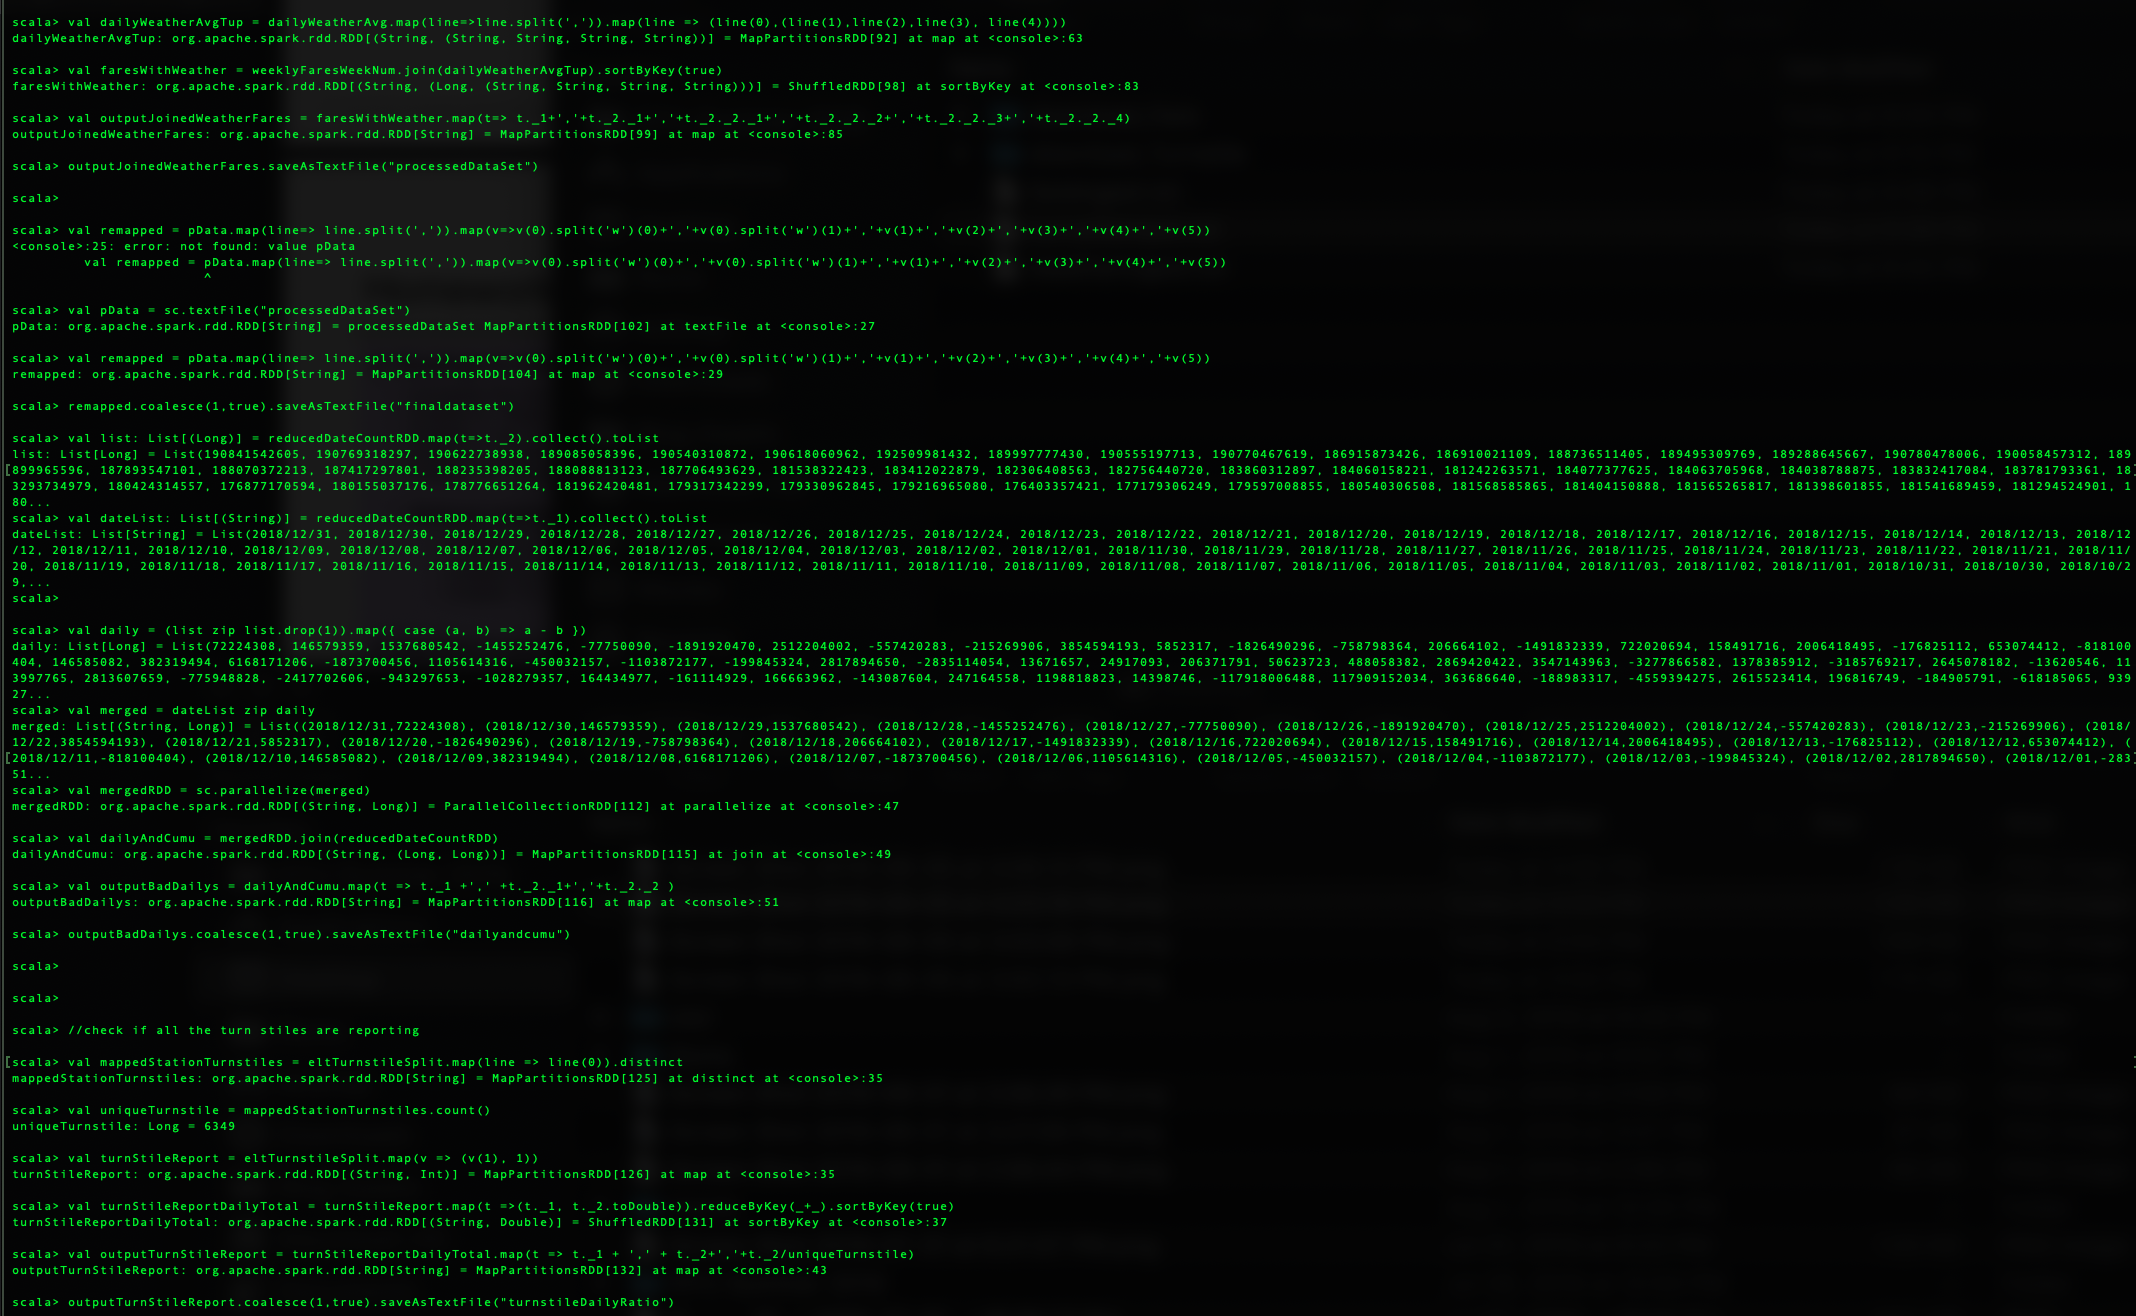 scala> val dailyWeatherAvgTup = dailyWeatherAvg.map(line=>line.split(',')).map(line => (line(0),(line(1),line(2),line(3), line(4))))
dailyWeatherAvgTup: org.apache.spark.rdd.RDD[(String, (String, String, String, String))] = MapPartitionsRDD[92] at map at <console>:63
scala> val faresWithWeather = weeklyFaresWeekNum.join(dailyWeatherAvgTup).sortByKey(true)
faresWithWeather: org.apache.spark.rdd.RDD[(String, (Long, (String, String, String, String)))] = ShuffledRDD[98] at sortByKey at <console>:83
scala> val outputJoinedWeatherFares = faresWithWeather.map(t=> t._1+','+t._2._1+','+t._2._2._1+','+t._2._2._2+','+t._2._2._3+','+t._2._2._4)
outputJoinedWeatherFares: org.apache.spark.rdd.RDD[String] = MapPartitionsRDD[99] at map at <console>:85
scala> outputJoinedWeatherFares.saveAsTextFile("processedDataSet")
scala>
scala> val remapped = pData.map(line=> line.split(',')).map(v=>v(0).split('w')(0)+','+v(0).split('w')(1)+','+v(1)+','+v(2)+','+v(3)+','+v(4)+','+v(5))
<console>:25: error: not found: value pData
val remapped = pData.map(line=> line.split(',')).map(v=>v(0).split('w')(0)+','+v(0).split('w')(1)+','+v(1)+','+v(2)+','+v(3)+','+v(4)+','+v(5))
^
scala> val pData = sc.textFile("processedDataSet")
pData: org.apache.spark.rdd.RDD[String] = processedDataSet MapPartitionsRDD[102] at textFile at <console>:27
scala> val remapped = pData.map(line=> line.split(',')).map(v=>v(0).split('w')(0)+','+v(0).split('w')(1)+','+v(1)+','+v(2)+','+v(3)+','+v(4)+','+v(5))
remapped: org.apache.spark.rdd.RDD[String] = MapPartitionsRDD[104] at map at <console>:29
scala> remapped.coalesce(1,true).saveAsTextFile("finaldataset")
scala> val list: List[(Long)] = reducedDateCountRDD.map(t=>t._2).collect().toList
list: List[Long] = List(190841542605, 190769318297, 190622738938, 189085058396, 190540310872, 190618060962, 192509981432, 189997777430, 190555197713, 190770467619, 186915873426, 186910021109, 188736511405, 189495309769, 189288645667, 190780478006, 190058457312, 189
[899965596, 187893547101, 188070372213, 187417297801, 188235398205, 188088813123, 187706493629, 181538322423, 183412022879, 182306408563, 182756440720, 183860312897, 184060158221, 181242263571, 184077377625, 184063705968, 184038788875, 183832417084, 183781793361, 18]
3293734979, 180424314557, 176877170594, 180155037176, 178776651264, 181962420481, 179317342299, 179330962845, 179216965080, 176403357421, 177179306249, 179597008855, 180540306508, 181568585865, 181404150888, 181565265817, 181398601855, 181541689459, 181294524901, 1
80...
scala> val dateList: List[(String)] = reducedDateCountRDD.map(t=>t._1).collect().toList
dateList: List[String] = List(2018/12/31, 2018/12/30, 2018/12/29, 2018/12/28, 2018/12/27, 2018/12/26, 2018/12/25, 2018/12/24, 2018/12/23, 2018/12/22, 2018/12/21, 2018/12/20, 2018/12/19, 2018/12/18, 2018/12/17, 2018/12/16, 2018/12/15, 2018/12/14, 2018/12/13, 2018/12
/12, 2018/12/11, 2018/12/10, 2018/12/09, 2018/12/08, 2018/12/07, 2018/12/06, 2018/12/05, 2018/12/04, 2018/12/03, 2018/12/02, 2018/12/01, 2018/11/30, 2018/11/29, 2018/11/28, 2018/11/27, 2018/11/26, 2018/11/25, 2018/11/24, 2018/11/23, 2018/11/22, 2018/11/21, 2018/11/
20, 2018/11/19, 2018/11/18, 2018/11/17, 2018/11/16, 2018/11/15, 2018/11/14, 2018/11/13, 2018/11/12, 2018/11/11, 2018/11/10, 2018/11/09, 2018/11/08, 2018/11/07, 2018/11/06, 2018/11/05, 2018/11/04, 2018/11/03, 2018/11/02, 2018/11/01, 2018/10/31, 2018/10/30, 2018/10/2
9,...
scala>
scala> val daily = (list zip list.drop(1)).map({ case (a, b) => a - b })
daily: List[Long] = List(72224308, 146579359, 1537680542, -1455252476, -77750090, -1891920470, 2512204002, -557420283, -215269906, 3854594193, 5852317, -1826490296, -758798364, 206664102, -1491832339, 722020694, 158491716, 2006418495, -176825112, 653074412, -818100
404, 146585082, 382319494, 6168171206, -1873700456, 1105614316, -450032157, -1103872177, -199845324, 2817894650, -2835114054, 13671657, 24917093, 206371791, 50623723, 488058382, 2869420422, 3547143963, -3277866582, 1378385912, -3185769217, 2645078182, -13620546, 11
3997765, 2813607659, -775948828, -2417702606, -943297653, -1028279357, 164434977, -161114929, 166663962, -143087604, 247164558, 1198818823, 14398746, -117918006488, 117909152034, 363686640, -188983317, -4559394275, 2615523414, 196816749, -184905791, -618185065, 939
27...
scala> val merged = dateList zip daily
merged: List[(String, Long)] = List((2018/12/31,72224308), (2018/12/30,146579359), (2018/12/29,1537680542), (2018/12/28,-1455252476), (2018/12/27,-77750090), (2018/12/26,-1891920470), (2018/12/25,2512204002), (2018/12/24,-557420283), (2018/12/23,-215269906), (2018/
12/22,3854594193), (2018/12/21,5852317), (2018/12/20,-1826490296), (2018/12/19,-758798364), (2018/12/18,206664102), (2018/12/17,-1491832339), (2018/12/16,722020694), (2018/12/15,158491716), (2018/12/14,2006418495), (2018/12/13,-176825112), (2018/12/12,653074412), (
[2018/12/11,-818100404), (2018/12/10,146585082), (2018/12/09,382319494), (2018/12/08,6168171206), (2018/12/07,-1873700456), (2018/12/06,1105614316), (2018/12/05,-450032157), (2018/12/04,-1103872177), (2018/12/03,-199845324), (2018/12/02,2817894650), (2018/12/01,-283]
51...
scala> val mergedRDD = sc.parallelize(merged)
mergedRDD: org.apache.spark.rdd.RDD[(String, Long)] = ParallelCollectionRDD[112] at parallelize at <console>:47
scala> val dailyAndCumu = mergedRDD.join(reducedDateCountRDD)
dailyAndCumu: org.apache.spark.rdd.RDD[(String, (Long, Long))] = MapPartitionsRDD[115] at join at <console>:49
scala> val outputBadDailys = dailyAndCumu.map(t => t._1 +',' +t._2._1+','+t._2._2 )
outputBadDailys: org.apache.spark.rdd.RDD[String] = MapPartitionsRDD[116] at map at <console>:51
scala> outputBadDailys.coalesce(1,true).saveAsTextFile("dailyandcumu")
scala>
scala>
scala> //check if all the turn stiles are reporting
[scala> val mappedStationTurnstiles = eltTurnstileSplit.map(line => line(0)).distinct ]
mappedStationTurnstiles: org.apache.spark.rdd.RDD[String] = MapPartitionsRDD[125] at distinct at <console>:35
scala> val uniqueTurnstile = mappedStationTurnstiles.count()
uniqueTurnstile: Long = 6349
scala> val turnStileReport = eltTurnstileSplit.map(v => (v(1), 1))
turnStileReport: org.apache.spark.rdd.RDD[(String, Int)] = MapPartitionsRDD[126] at map at <console>:35
scala> val turnStileReportDailyTotal = turnStileReport.map(t =>(t._1, t._2.toDouble)).reduceByKey(_+_).sortByKey(true)
turnStileReportDailyTotal: org.apache.spark.rdd.RDD[(String, Double)] = ShuffledRDD[131] at sortByKey at <console>:37
scala> val outputTurnStileReport = turnStileReportDailyTotal.map(t => t._1 + ',' + t._2+','+t._2/uniqueTurnstile)
outputTurnStileReport: org.apache.spark.rdd.RDD[String] = MapPartitionsRDD[132] at map at <console>:43
scala> outputTurnStileReport.coalesce(1,true).saveAsTextFile("turnstileDailyRatio")